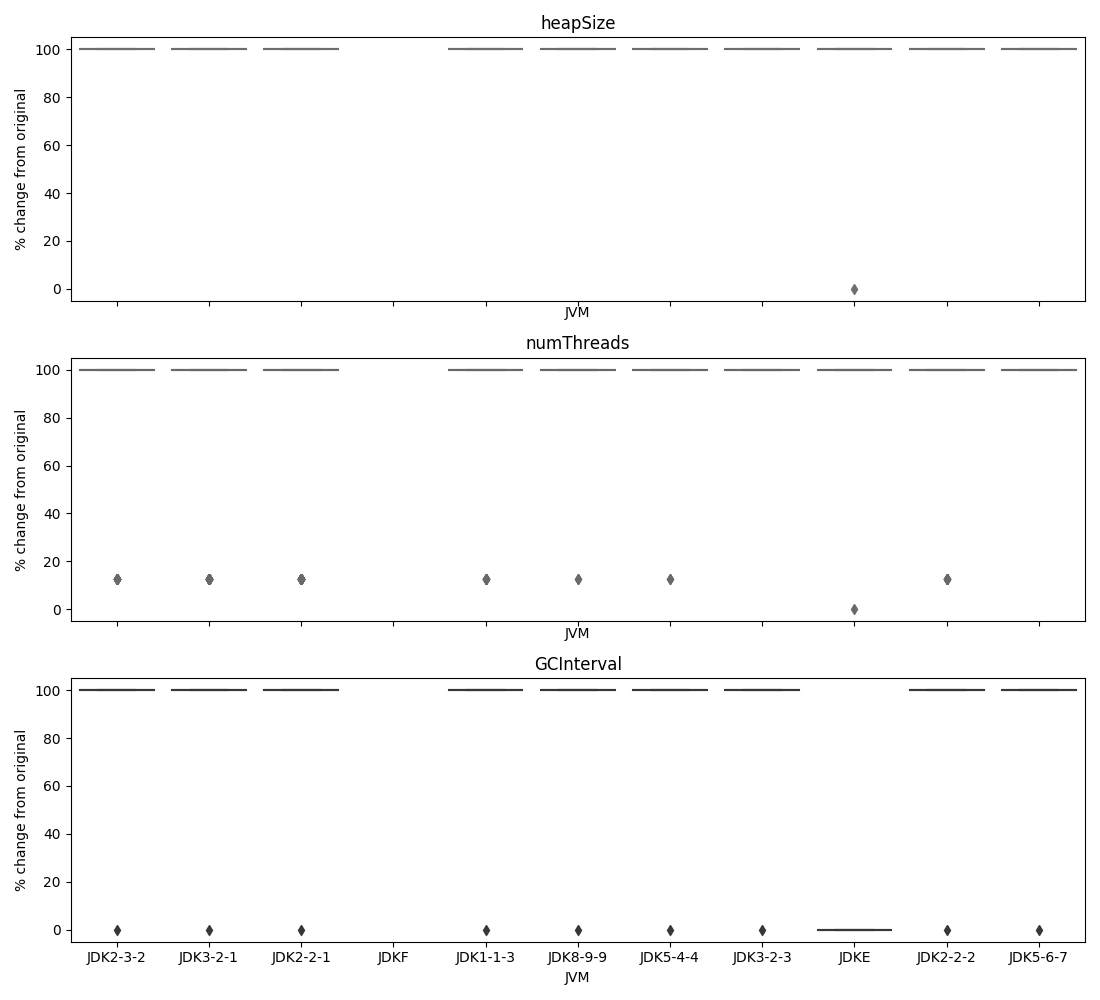 heapSize
% change from original
100
80
60
40
20
0
JVM
numThreads
% change from original
100
80
60
40
20
0
JVM
GCInterval
% change from original
100
80
60
40
20
0
JDK2-3-2 JDK3-2-1 JDK2-2-1 JDKF JDK1-1-3 JDK8-9-9 JDK5-4-4 JDK3-2-3 JDKE JDK2-2-2 JDK5-6-7
JVM